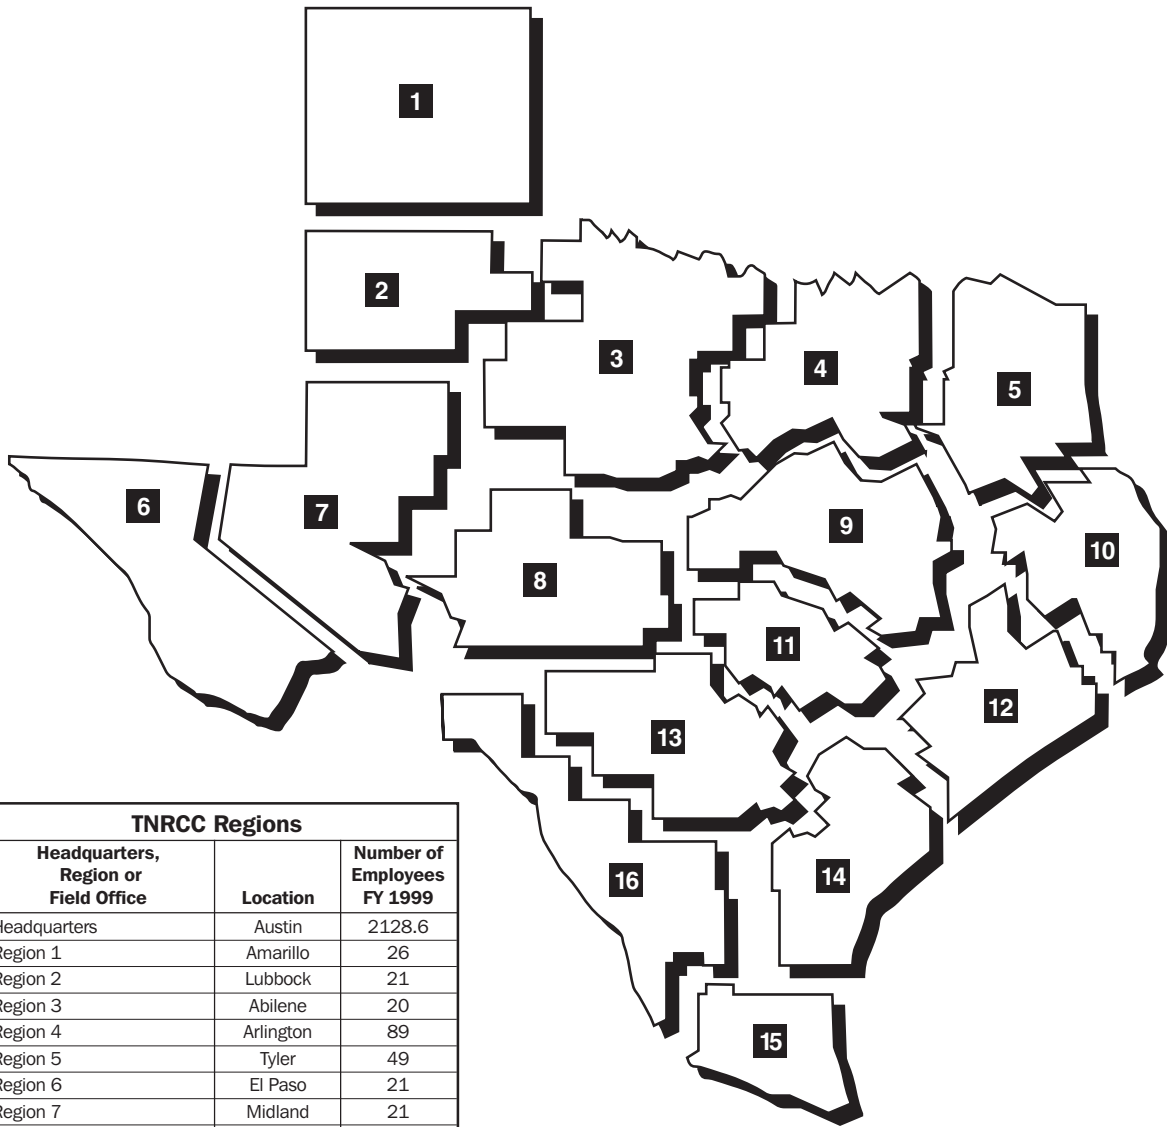 1
2
3
4
5
6
7
8
9
10
11
12
13
14
15
16
TNRCC Regions
Headquarters, Region or Field Office Location Number of Employees FY 1999
Headquarters Austin 2128.6
Region 1 Amarillo 26
Region 2 Lubbock 21
Region 3 Abilene 20
Region 4 Arlington 89
Region 5 Tyler 49
Region 6 El Paso 21
Region 7 Midland 21